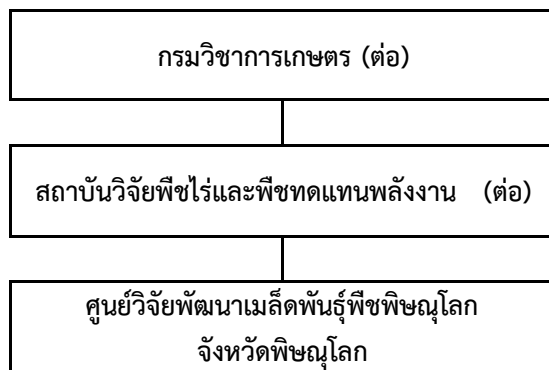 กรมวิชาการเกษตร (ต่อ)
สถาบันวิจัยพืชไร่และพืชทดแทนพลังงาน (ต่อ)
ศูนย์วิจัยพัฒนาเมล็ดพันธุ์พืชพิษณุโลก
จังหวัดพิษณุโลก